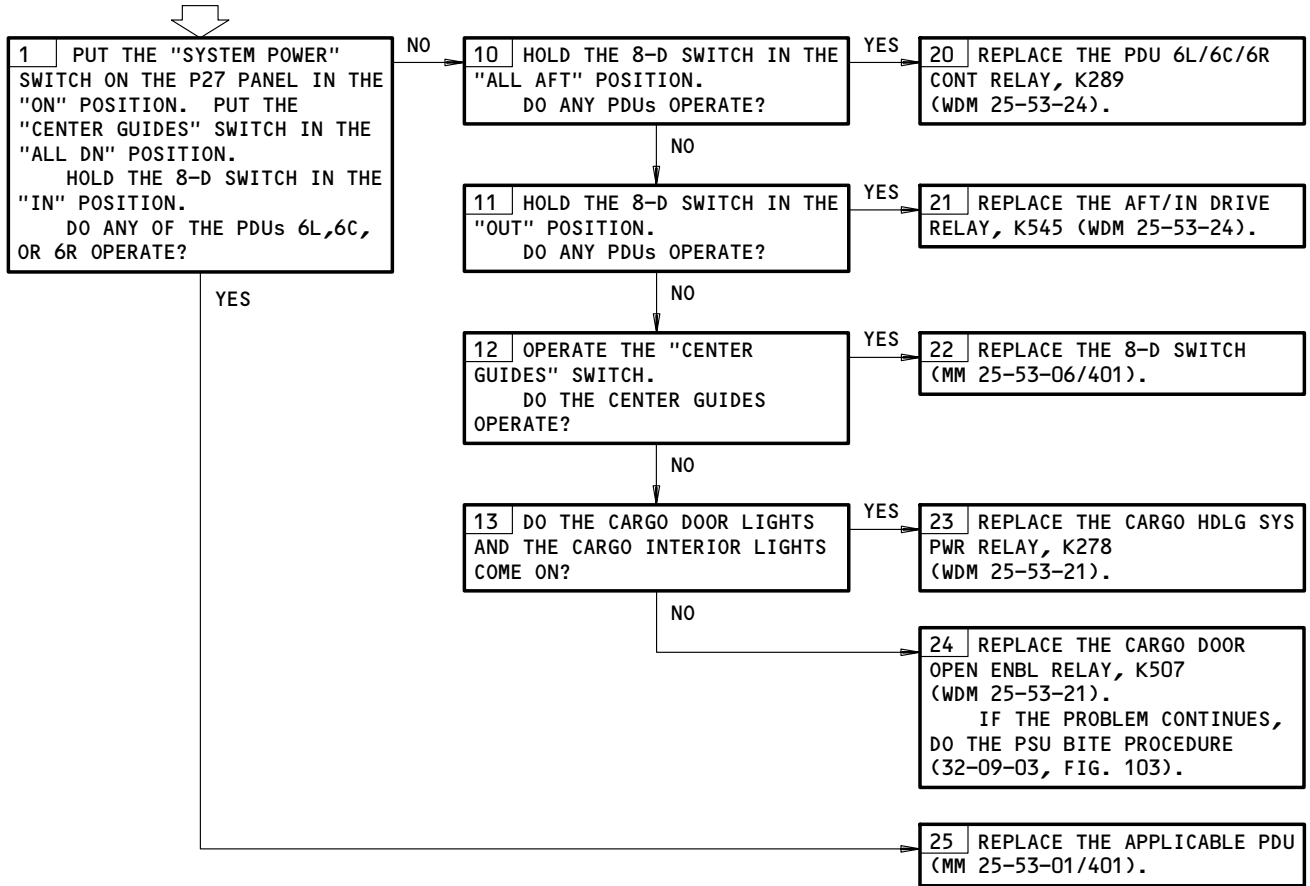 1 PUT THE "SYSTEM POWER"
SWITCH ON THE P27 PANEL IN THE
"ON" POSITION. PUT THE
"CENTER GUIDES" SWITCH IN THE
"ALL DN" POSITION.
HOLD THE 8-D SWITCH IN THE
"IN" POSITION.
DO ANY OF THE PDUs 6L,6C,
OR 6R OPERATE?
NO
YES
10 HOLD THE 8-D SWITCH IN THE
"ALL AFT" POSITION.
DO ANY PDUs OPERATE?
YES
NO
20 REPLACE THE PDU 6L/6C/6R
CONT RELAY, K289
(WDM 25-53-24).
11 HOLD THE 8-D SWITCH IN THE
"OUT" POSITION.
DO ANY PDUs OPERATE?
YES
NO
21 REPLACE THE AFT/IN DRIVE
RELAY, K545 (WDM 25-53-24).
12 OPERATE THE "CENTER
GUIDES" SWITCH.
DO THE CENTER GUIDES
OPERATE?
YES
NO
22 REPLACE THE 8-D SWITCH
(MM 25-53-06/401).
13 DO THE CARGO DOOR LIGHTS
AND THE CARGO INTERIOR LIGHTS
COME ON?
YES
NO
23 REPLACE THE CARGO HDLG SYS
PWR RELAY, K278
(WDM 25-53-21).
24 REPLACE THE CARGO DOOR
OPEN ENBL RELAY, K507
(WDM 25-53-21).
IF THE PROBLEM CONTINUES,
DO THE PSU BITE PROCEDURE
(32-09-03, FIG. 103).
25 REPLACE THE APPLICABLE PDU
(MM 25-53-01/401).